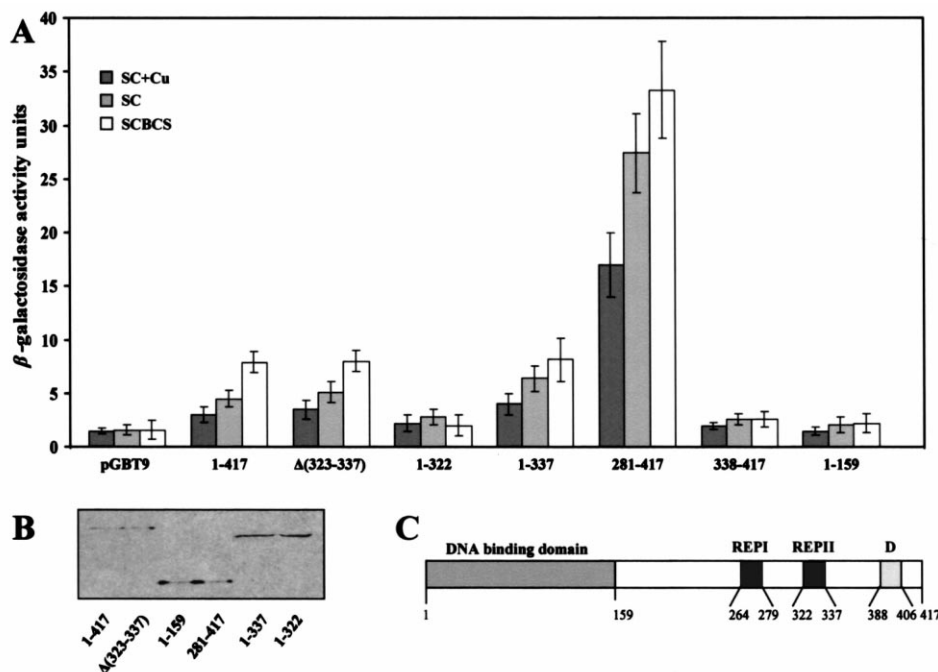 A
40
35
30
25
20
15
10
5
0
β-galactosidase activity units
SC+Cu
SC
SCBCS
pGBT9 1-417 Δ(323-337) 1-322 1-337 281-417 338-417 1-159
B
1-417 Δ(323-337) 1-159 281-417 1-337 1-322
C
DNA binding domain REPI REPII D
1 159 264 279 322 337 388 406 417